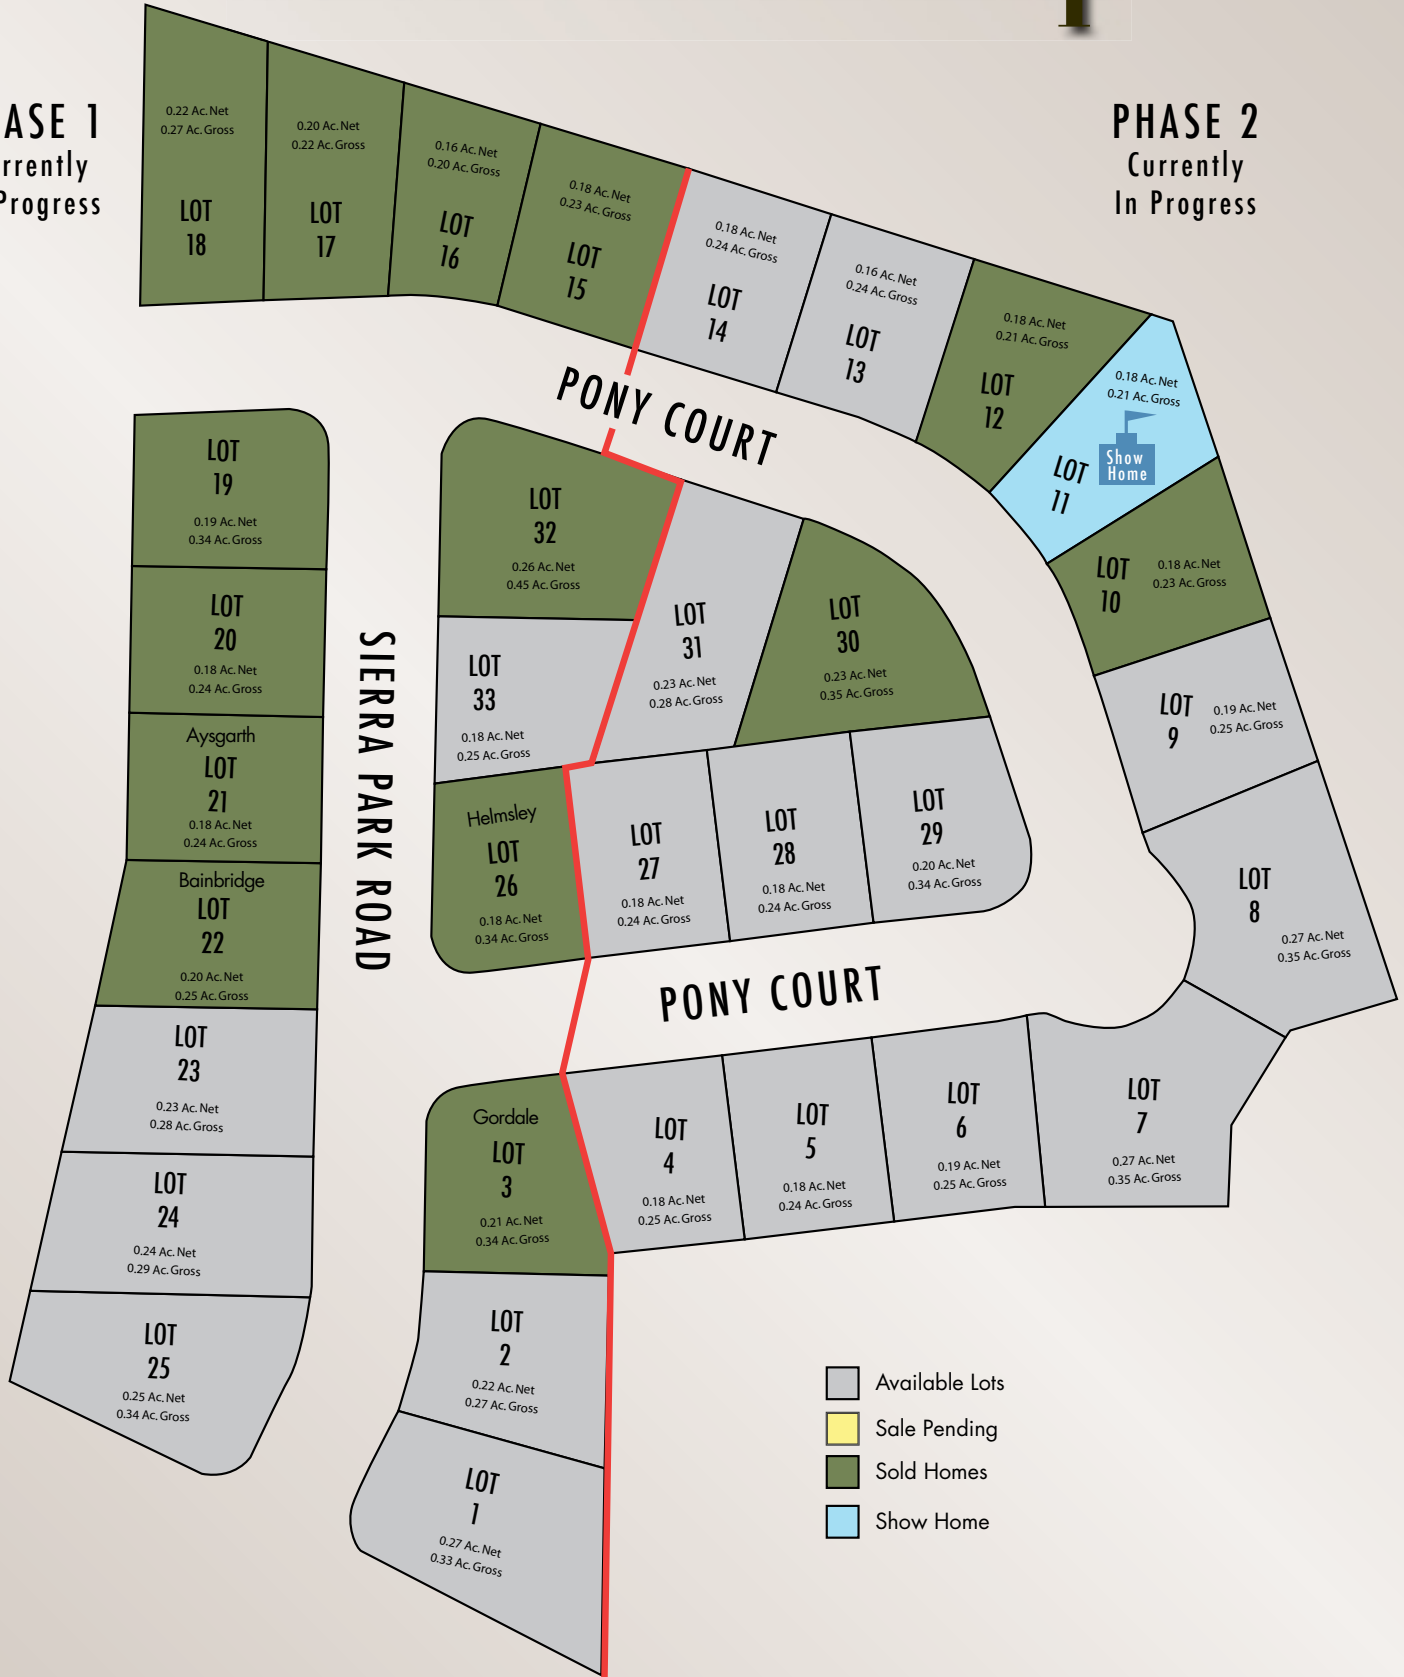 ASE 1
rrently
Progress
PHASE 2
Currently
In Progress
0.22 Ac. Net
0.27 Ac. Gross
LOT
18
0.20 Ac. Net
0.22 Ac. Gross
LOT
17
0.16 Ac. Net
0.20 Ac. Gross
LOT
16
0.18 Ac. Net
0.23 Ac. Gross
LOT
15
0.18 Ac. Net
0.24 Ac. Gross
LOT
14
0.16 Ac. Net
0.24 Ac. Gross
LOT
13
0.18 Ac. Net
0.21 Ac. Gross
LOT
12
0.18 Ac. Net
0.21 Ac. Gross
Show
Home
LOT
11
PONY COURT
LOT
19
0.19 Ac. Net
0.34 Ac. Gross
LOT
32
0.26 Ac. Net
0.45 Ac. Gross
LOT
10
0.18 Ac. Net
0.23 Ac. Gross
LOT
20
0.18 Ac. Net
0.24 Ac. Gross
SIERRA PARK ROAD
LOT
33
0.18 Ac. Net
0.25 Ac. Gross
LOT
31
0.23 Ac. Net
0.28 Ac. Gross
LOT
30
0.23 Ac. Net
0.35 Ac. Gross
LOT
9
0.19 Ac. Net
0.25 Ac. Gross
Aysgarth
LOT
21
0.18 Ac. Net
0.24 Ac. Gross
Helmsley
LOT
26
0.18 Ac. Net
0.34 Ac. Gross
LOT
27
0.18 Ac. Net
0.24 Ac. Gross
LOT
28
0.18 Ac. Net
0.24 Ac. Gross
LOT
29
0.20 Ac. Net
0.34 Ac. Gross
LOT
8
0.27 Ac. Net
0.35 Ac. Gross
Bainbridge
LOT
22
0.20 Ac. Net
0.25 Ac. Gross
PONY COURT
LOT
23
0.23 Ac. Net
0.28 Ac. Gross
Gordale
LOT
3
0.21 Ac. Net
0.34 Ac. Gross
LOT
4
0.18 Ac. Net
0.25 Ac. Gross
LOT
5
0.18 Ac. Net
0.24 Ac. Gross
LOT
6
0.19 Ac. Net
0.25 Ac. Gross
LOT
7
0.27 Ac. Net
0.35 Ac. Gross
LOT
24
0.24 Ac. Net
0.29 Ac. Gross
LOT
25
0.25 Ac. Net
0.34 Ac. Gross
LOT
2
0.22 Ac. Net
0.27 Ac. Gross
LOT
1
0.27 Ac. Net
0.33 Ac. Gross
Available Lots
Sale Pending
Sold Homes
Show Home